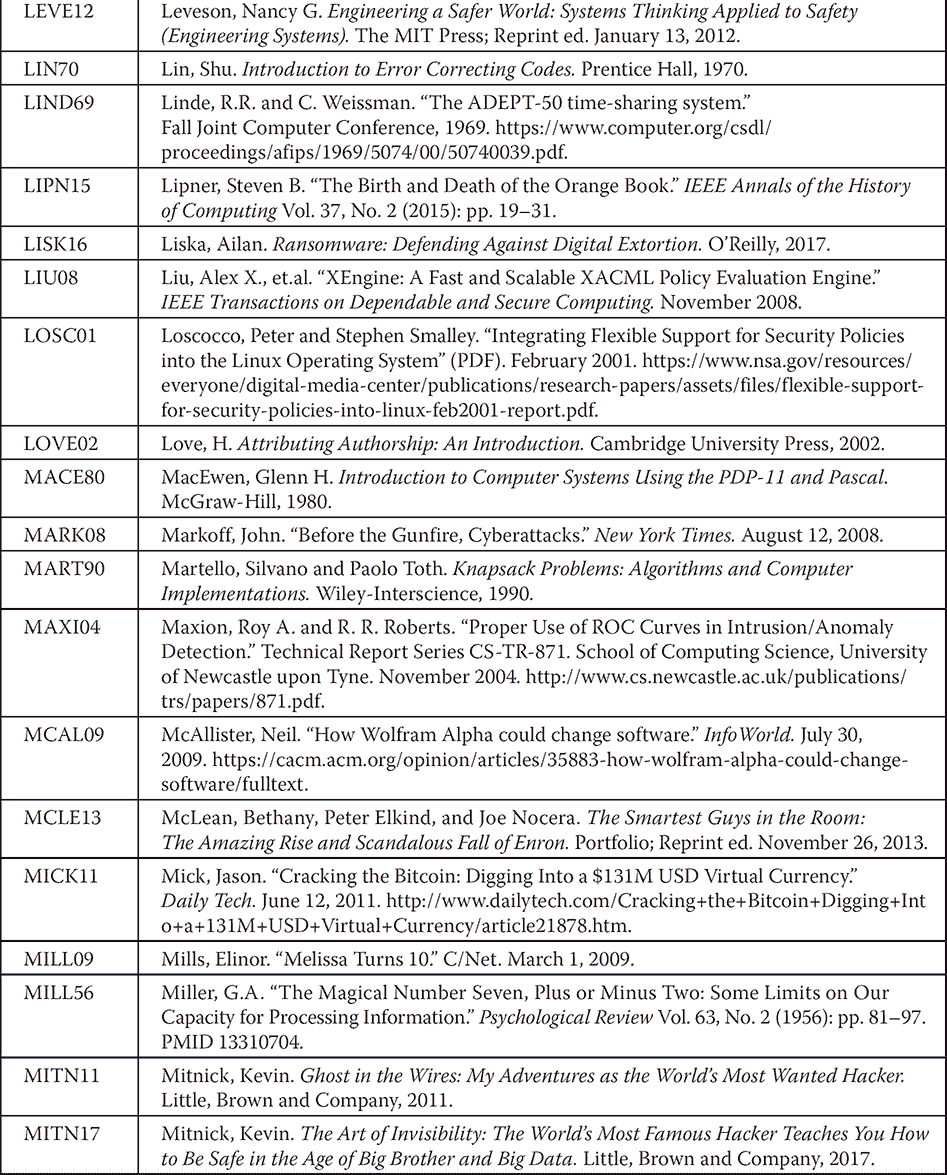 LEVE12 Leveson, Nancy G. Engineering a Safer World: Systems Thinking Applied to Safety
(Engineering Systems). The MIT Press; Reprint ed. January 13, 2012.
LIN70 Lin, Shu. Introduction to Error Correcting Codes. Prentice Hall, 1970.
LIND69 Linde, R.R. and C. Weissman. “The ADEPT-50 time-sharing system.”
Fall Joint Computer Conference, 1969. https://www.computer.org/csdl/
proceedings/afips/1969/5074/00/50740039.pdf.
LIPN15 Lipner, Steven B. “The Birth and Death of the Orange Book.” IEEE Annals of the History
of Computing Vol. 37, No. 2 (2015): pp. 19–31.
LISK16 Liska, Ailan. Ransomware: Defending Against Digital Extortion. O’Reilly, 2017.
LIU08 Liu, Alex X., et.al. “XEngine: A Fast and Scalable XACML Policy Evaluation Engine.”
IEEE Transactions on Dependable and Secure Computing. November 2008.
LOSC01 Loscocco, Peter and Stephen Smalley. “Integrating Flexible Support for Security Policies
into the Linux Operating System” (PDF). February 2001. https://www.nsa.gov/resources/
everyone/digital-media-center/publications/research-papers/assets/files/flexible-support-
for-security-policies-into-linux-feb2001-report.pdf.
LOVE02 Love, H. Attributing Authorship: An Introduction. Cambridge University Press, 2002.
MACE80 MacEwen, Glenn H. Introduction to Computer Systems Using the PDP-11 and Pascal.
McGraw-Hill, 1980.
MARK08 Markoff, John. “Before the Gunfire, Cyberattacks.” New York Times. August 12, 2008.
MART90 Martello, Silvano and Paolo Toth. Knapsack Problems: Algorithms and Computer
Implementations. Wiley-Interscience, 1990.
MAXI04 Maxion, Roy A. and R. R. Roberts. “Proper Use of ROC Curves in Intrusion/Anomaly
Detection.” Technical Report Series CS-TR-871. School of Computing Science, University
of Newcastle upon Tyne. November 2004. http://www.cs.newcastle.ac.uk/publications/
trs/papers/871.pdf.
MCAL09 McAllister, Neil. “How Wolfram Alpha could change software.” InfoWorld. July 30,
2009. https://cacm.acm.org/opinion/articles/35883-how-wolfram-alpha-could-change-
software/fulltext.
MCLE13 McLean, Bethany, Peter Elkind, and Joe Nocera. The Smartest Guys in the Room:
The Amazing Rise and Scandalous Fall of Enron. Portfolio; Reprint ed. November 26, 2013.
MICK11 Mick, Jason. “Cracking the Bitcoin: Digging Into a $131M USD Virtual Currency.”
Daily Tech. June 12, 2011. http://www.dailytech.com/Cracking+the+Bitcoin+Digging+Int
o+a+131M+USD+Virtual+Currency/article21878.htm.
MILL09 Mills, Elinor. “Melissa Turns 10.” C/Net. March 1, 2009.
MILL56 Miller, G.A. “The Magical Number Seven, Plus or Minus Two: Some Limits on Our
Capacity for Processing Information.” Psychological Review Vol. 63, No. 2 (1956): pp. 81–97.
PMID 13310704.
MITN11 Mitnick, Kevin. Ghost in the Wires: My Adventures as the World’s Most Wanted Hacker.
Little, Brown and Company, 2011.
MITN17 Mitnick, Kevin. The Art of Invisibility: The World’s Most Famous Hacker Teaches You How
to Be Safe in the Age of Big Brother and Big Data. Little, Brown and Company, 2017.